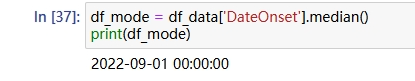 In [37]: df_mode = df_data['DateOnset'].median()
print(df_mode)
2022-09-01 00:00:00